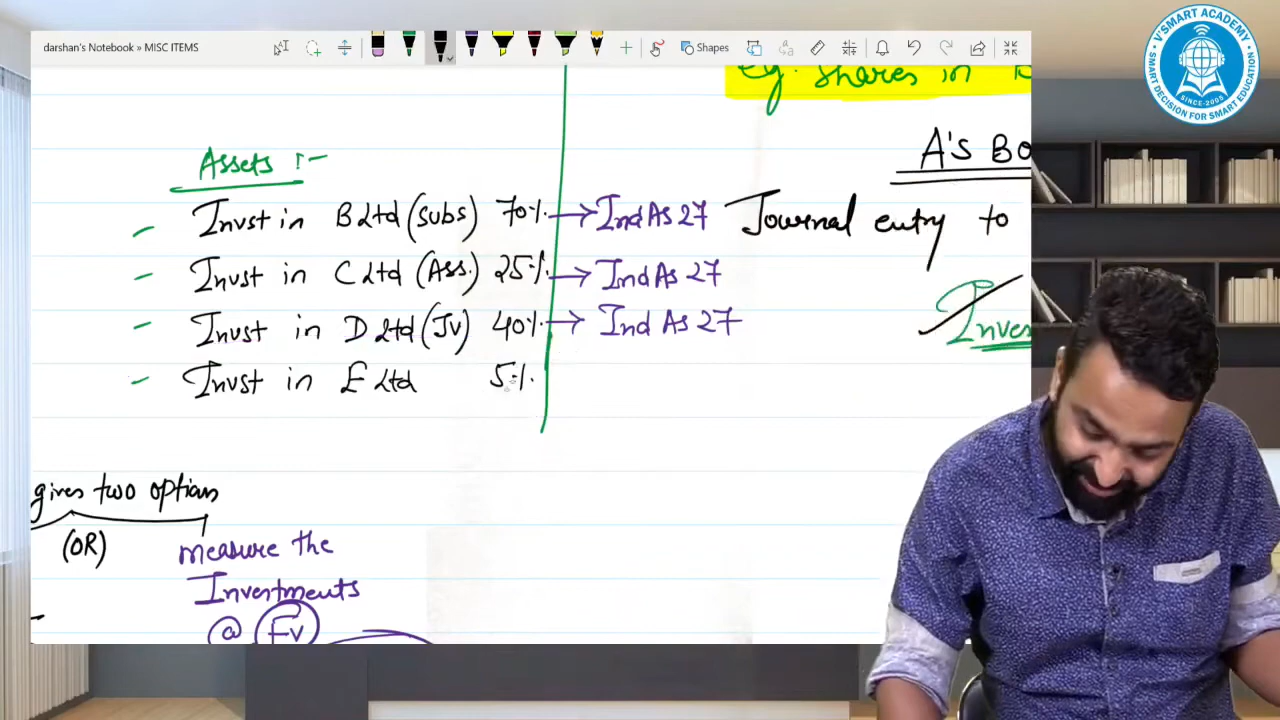 darshan's Notebook » MISC ITEMS
Shapes
V'SMART ACADEMY
SMART DECISION FOR SMART EDUCATION
SINCE-2005
eg. shares in
Assets :-
A's Bo
- Invst in B Ltd (subs) 70% → Ind As 27
Journal entry to
- Invst in C Ltd (Ass.) 25% → Ind As 27
- Invst in D Ltd (JV) 40% → Ind As 27
Inves
- Invst in E Ltd 5%
gives two options
(OR)
measure the
Investments
@ FV